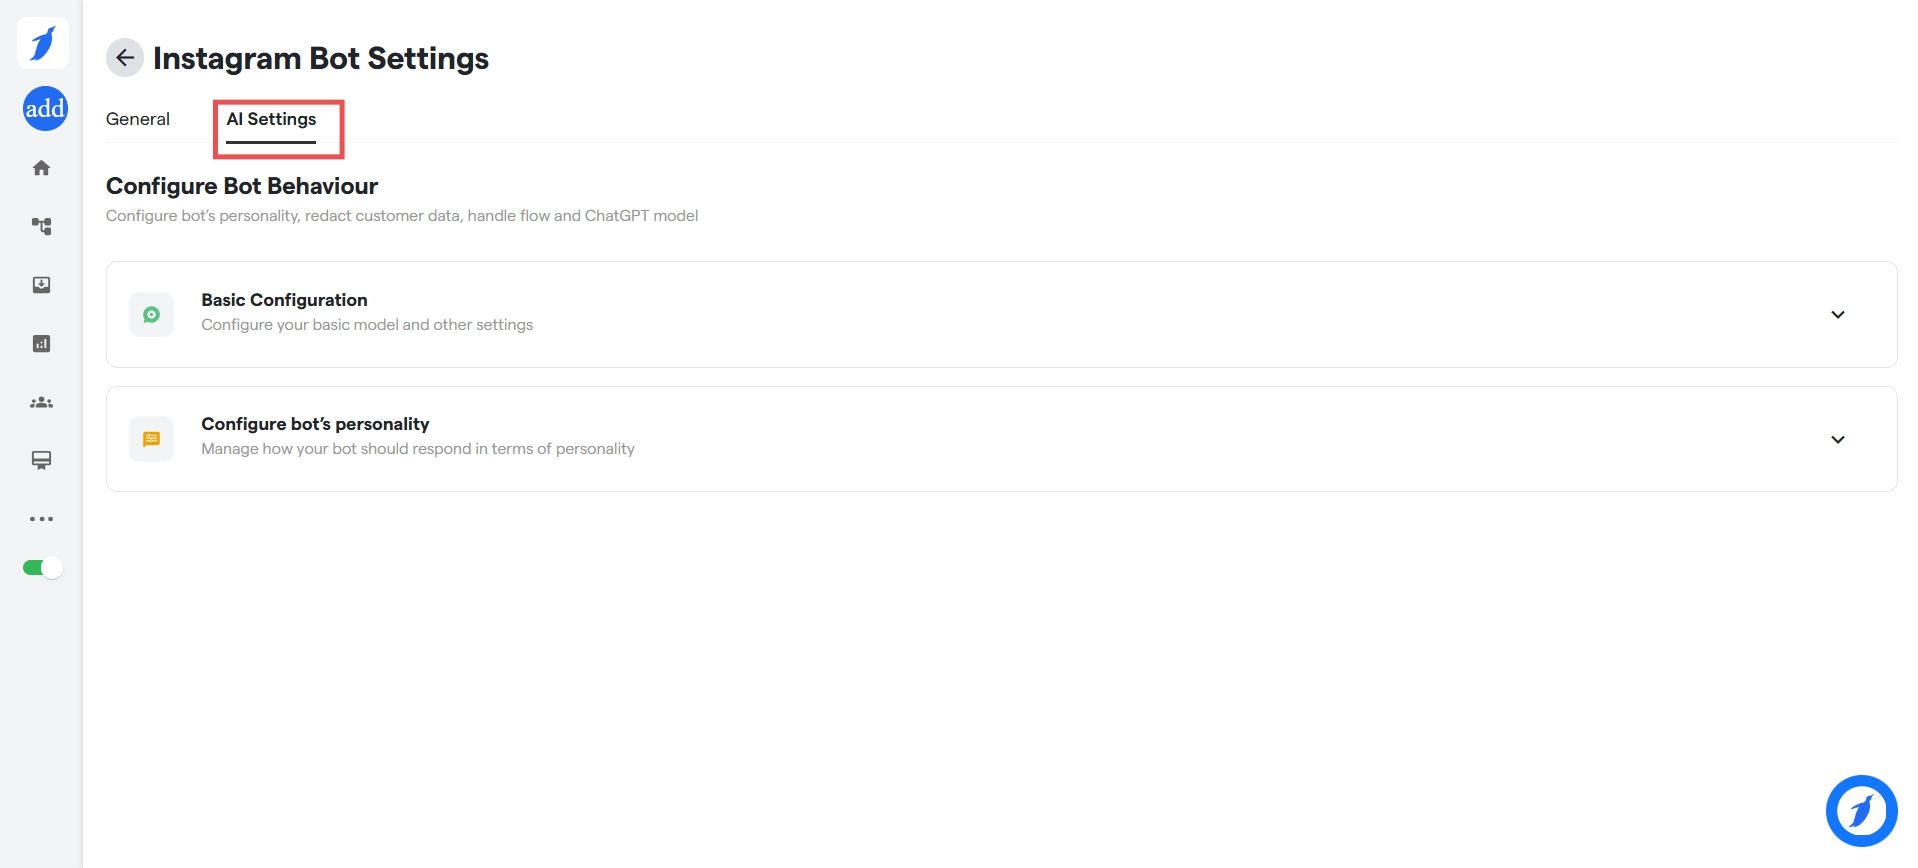 add
Instagram Bot Settings
General
AI Settings
Configure Bot Behaviour
Configure bot's personality, redact customer data, handle flow and ChatGPT model
Basic Configuration
Configure your basic model and other settings
Configure bot's personality
Manage how your bot should respond in terms of personality